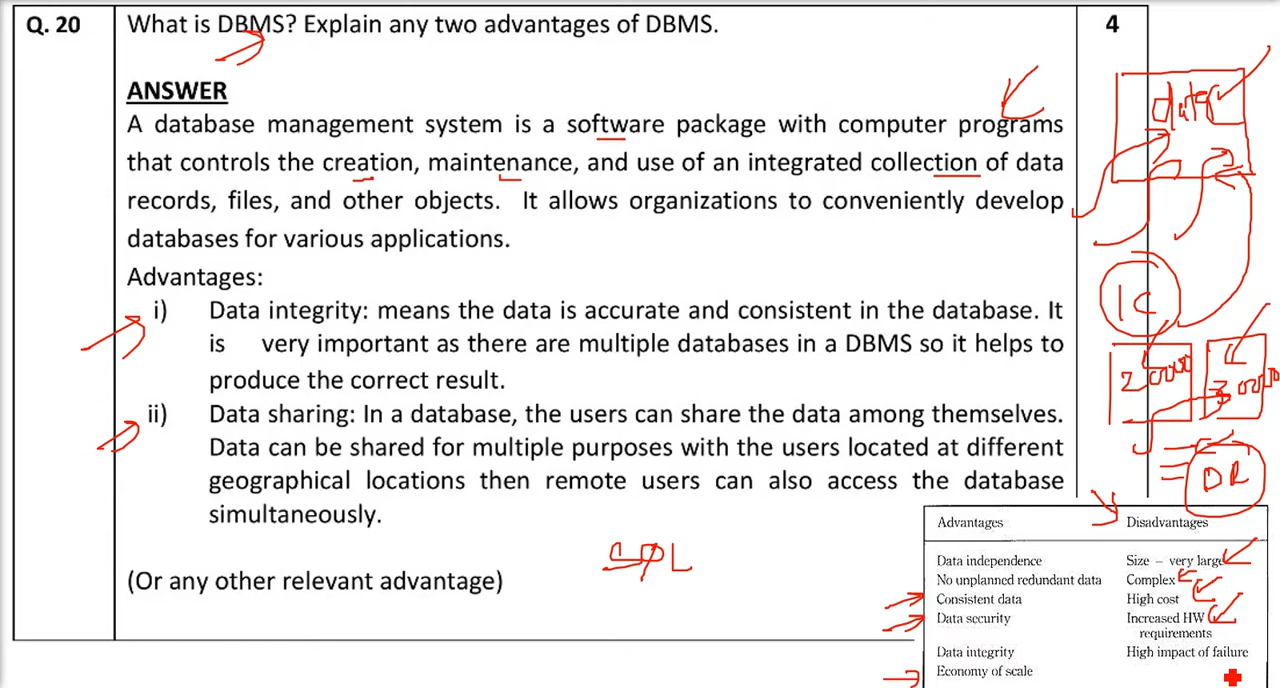 Q. 20 What is DBMS? Explain any two advantages of DBMS. 4
ANSWER
A database management system is a software package with computer programs
that controls the creation, maintenance, and use of an integrated collection of data
records, files, and other objects. It allows organizations to conveniently develop
databases for various applications.
Advantages:
i) Data integrity: means the data is accurate and consistent in the database. It
is very important as there are multiple databases in a DBMS so it helps to
produce the correct result.
ii) Data sharing: In a database, the users can share the data among themselves.
Data can be shared for multiple purposes with the users located at different
geographical locations then remote users can also access the database
simultaneously.
(Or any other relevant advantage)
data
IC
20000 30000
DR
Advantages Disadvantages
Data independence Size – very large
No unplanned redundant data Complex
Consistent data High cost
Data security Increased HW
requirements
Data integrity High impact of failure
Economy of scale